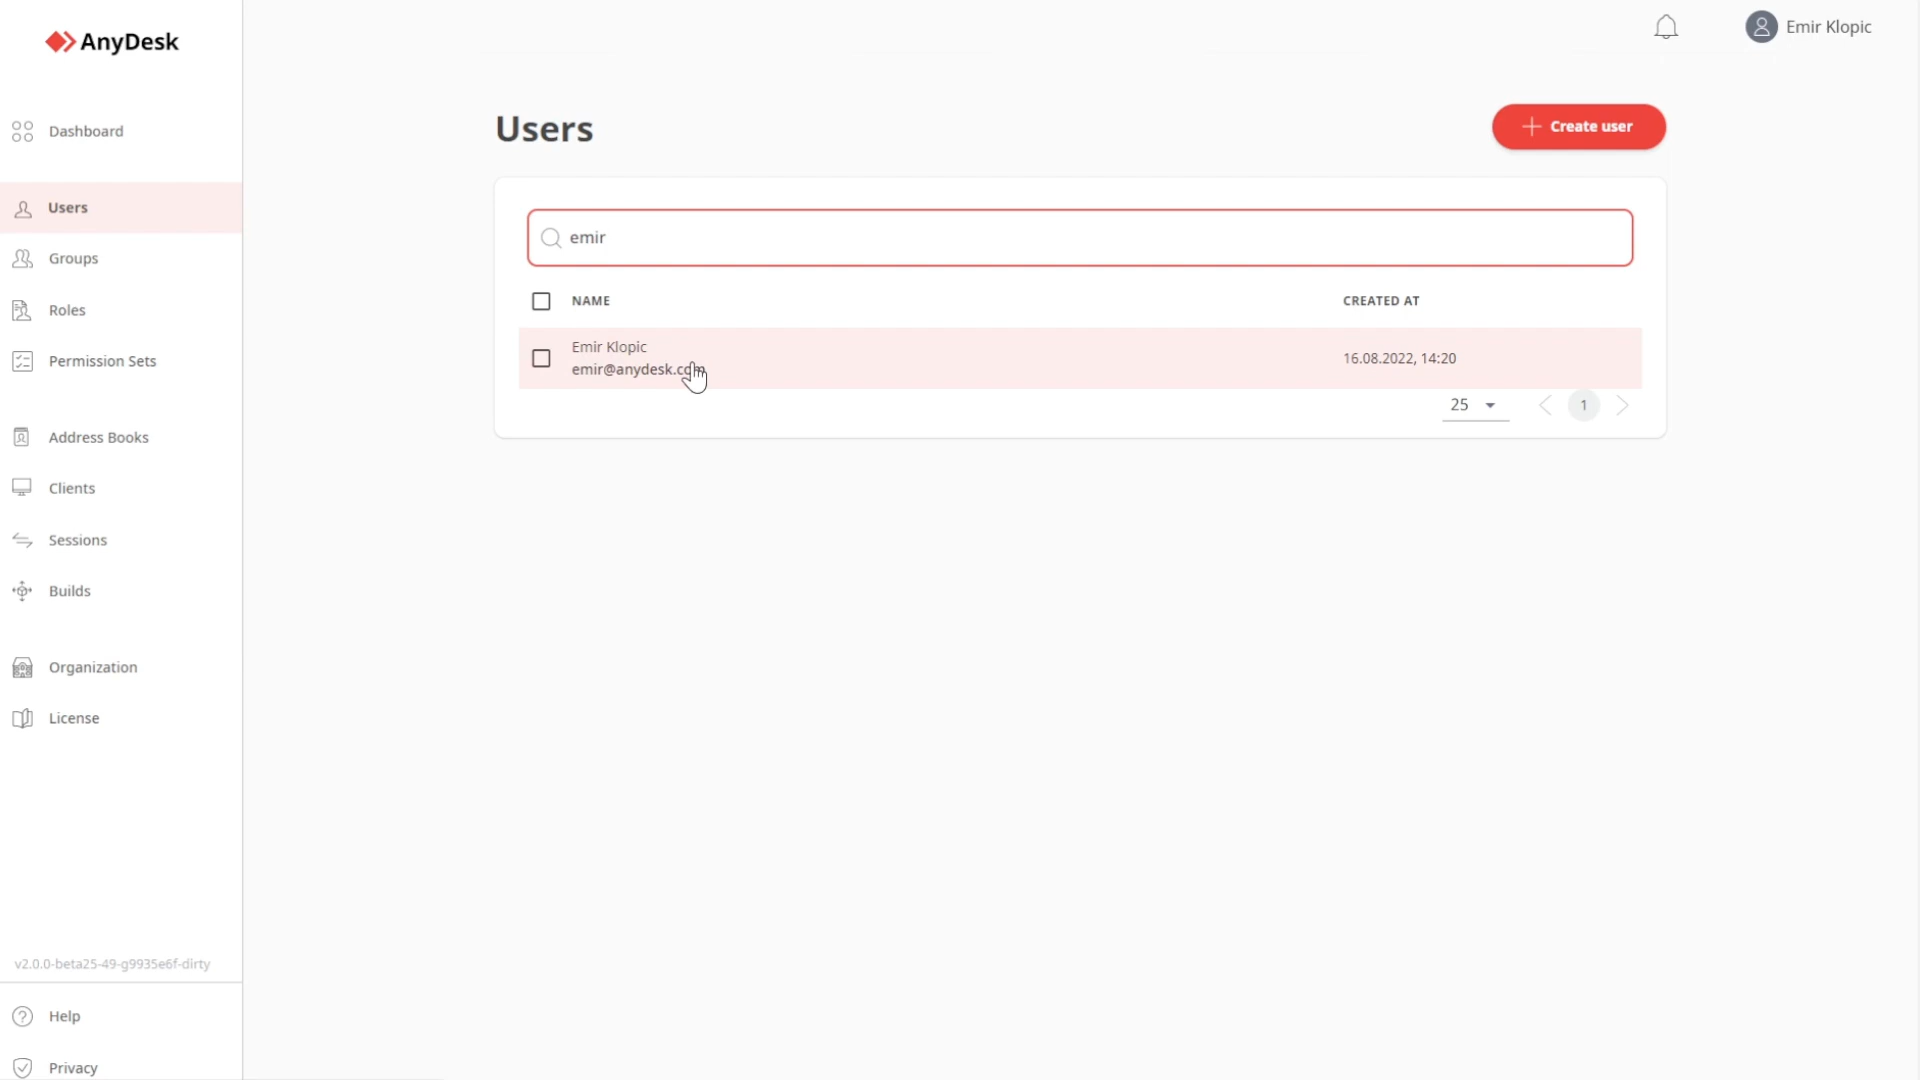 AnyDesk
Emir Klopic
Dashboard
Users
Groups
Roles
Permission Sets
Address Books
Clients
Sessions
Builds
Organization
License
v2.0.0-beta25-49-g9935e6f-dirty
Help
Privacy
Users
Create user
emir
NAME CREATED AT
Emir Klopic
emir@anydesk.com
16.08.2022, 14:20
25 1